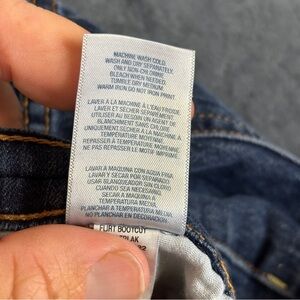 MACHINE WASH COLD.
WASH AND DRY SEPARATELY.
ONLY NON-CHLORINE
BLEACH WHEN NEEDED.
TUMBLE DRY MEDIUM.
WARM IRON DO NOT IRON PRINT.
LAVER À LA MACHINE À L'EAU FROIDE.
LAVER ET SÉCHER SÉPARÉMENT.
UTILISER AU BESOIN UN AGENT DE
BLANCHIMENT SANS CHLORE
UNIQUEMENT. SÉCHER À LA MACHINE
TEMPÉRATURE MOYENNE.
REPASSER À TEMPÉRATURE MOYENNE
NE PAS REPASSER LE MOTIF IMPRIMÉ.
LAVAR A MAQUINA CON AGUA FRIA.
LAVAR Y SECAR POR SEPARADO.
USAR BLANQUEADOR SIN CLORO
CUANDO SEA NECESARIO.
SECAR A MAQUINA
A TEMPERATURA MEDIA.
PLANCHAR A TEMPERATURA MEDIA.
NO PLANCHAR EN DECORACION
FLIRT BOOTCUT